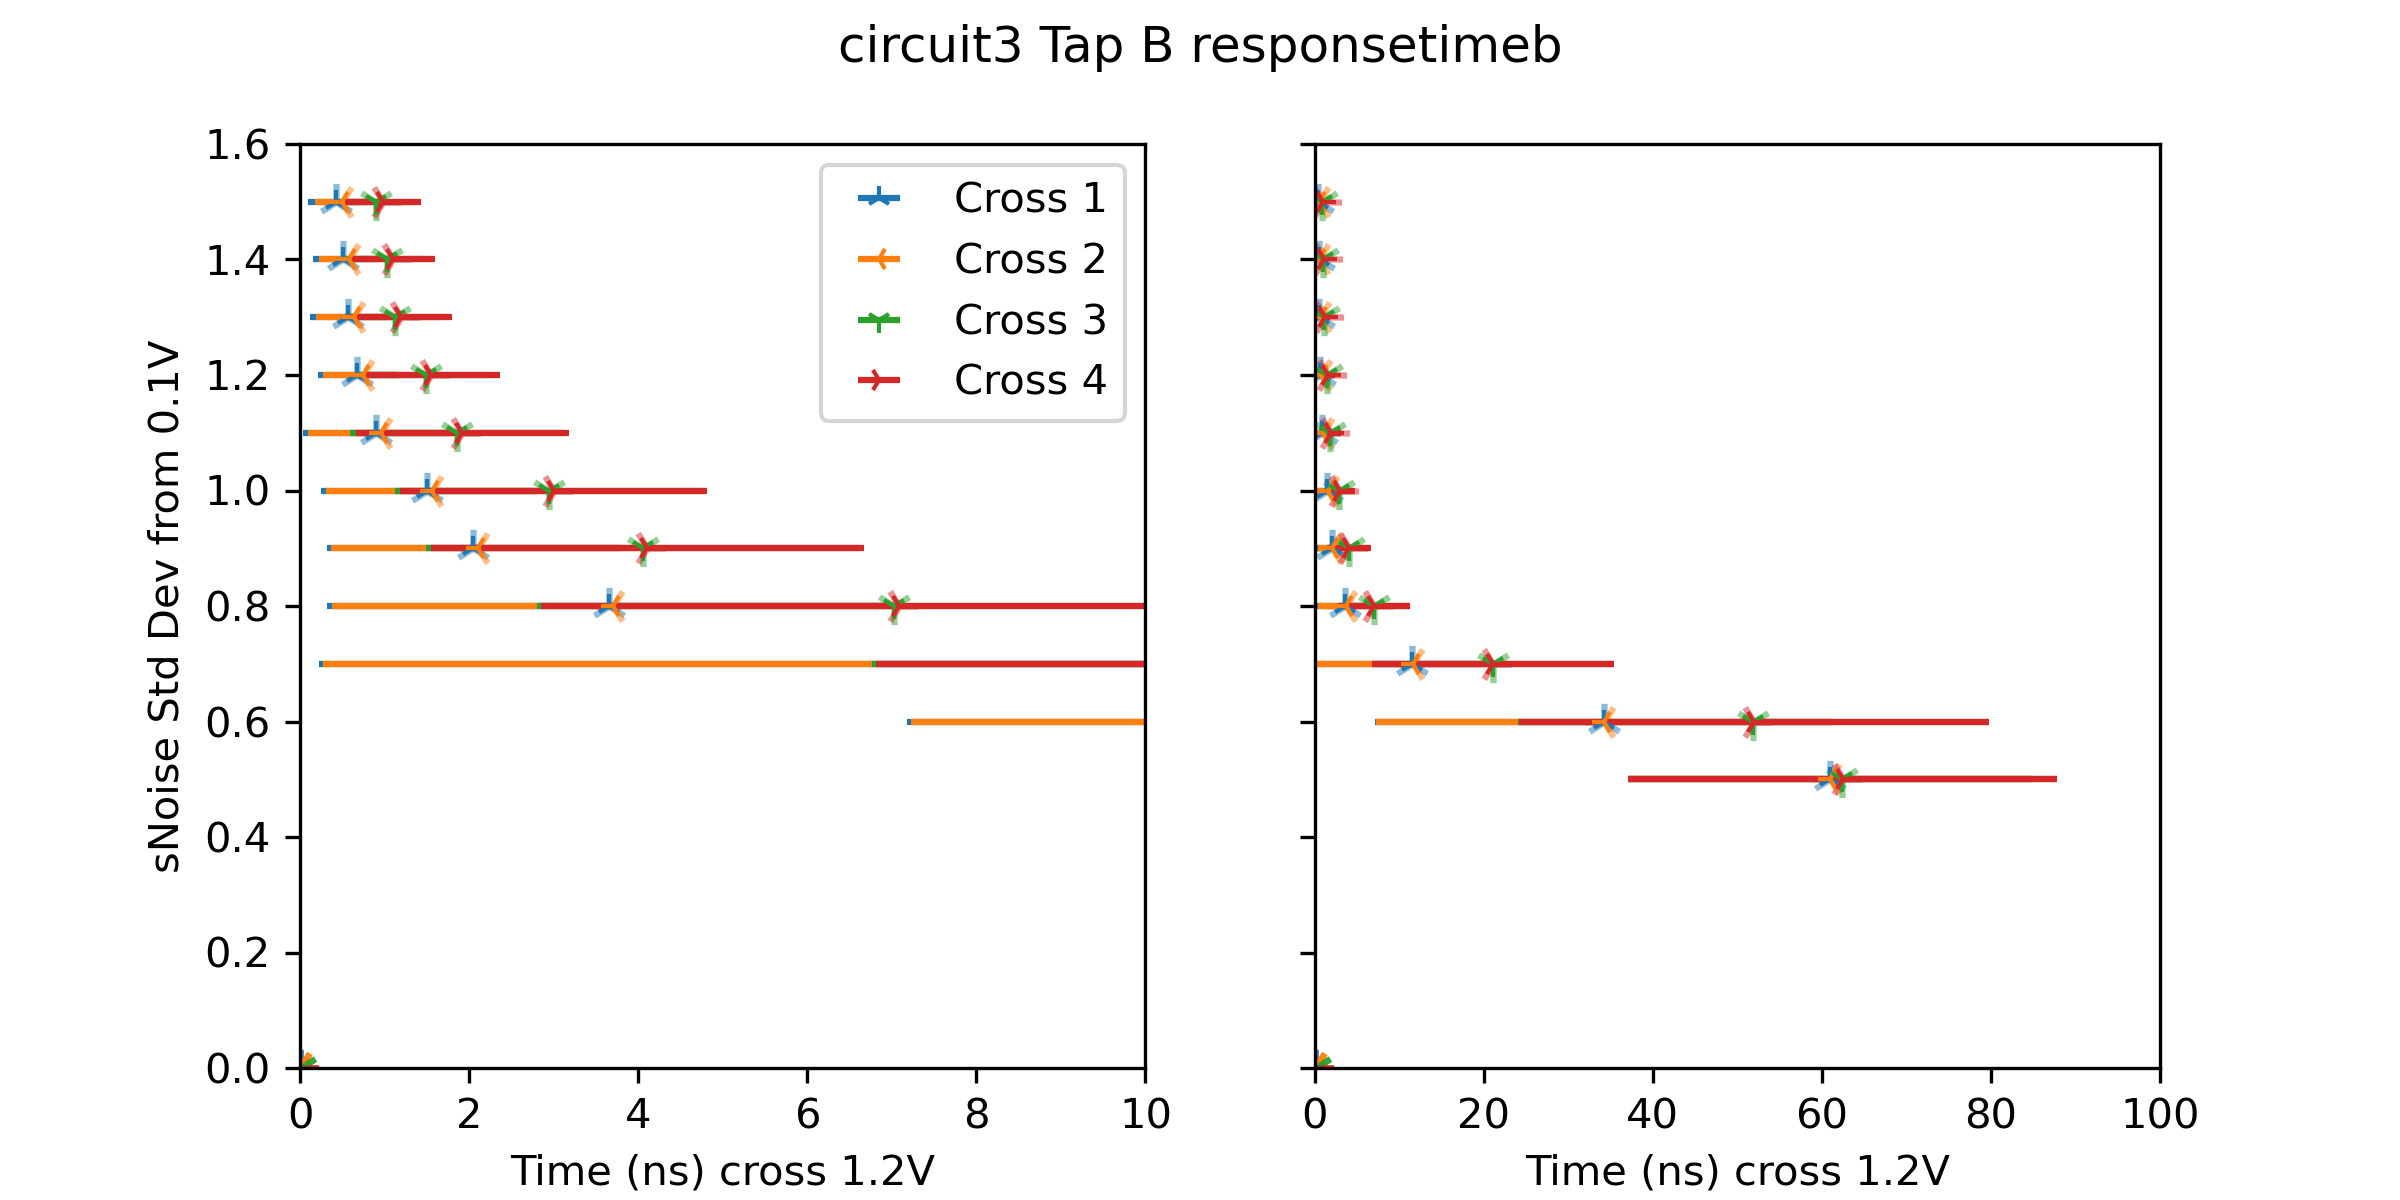 circuit3 Tap B responsetimeb
sNoise Std Dev from 0.1V
1.6
1.4
1.2
1.0
0.8
0.6
0.4
0.2
0.0
Cross 1
Cross 2
Cross 3
Cross 4
0 2 4 6 8 10
Time (ns) cross 1.2V
0 20 40 60 80 100
Time (ns) cross 1.2V